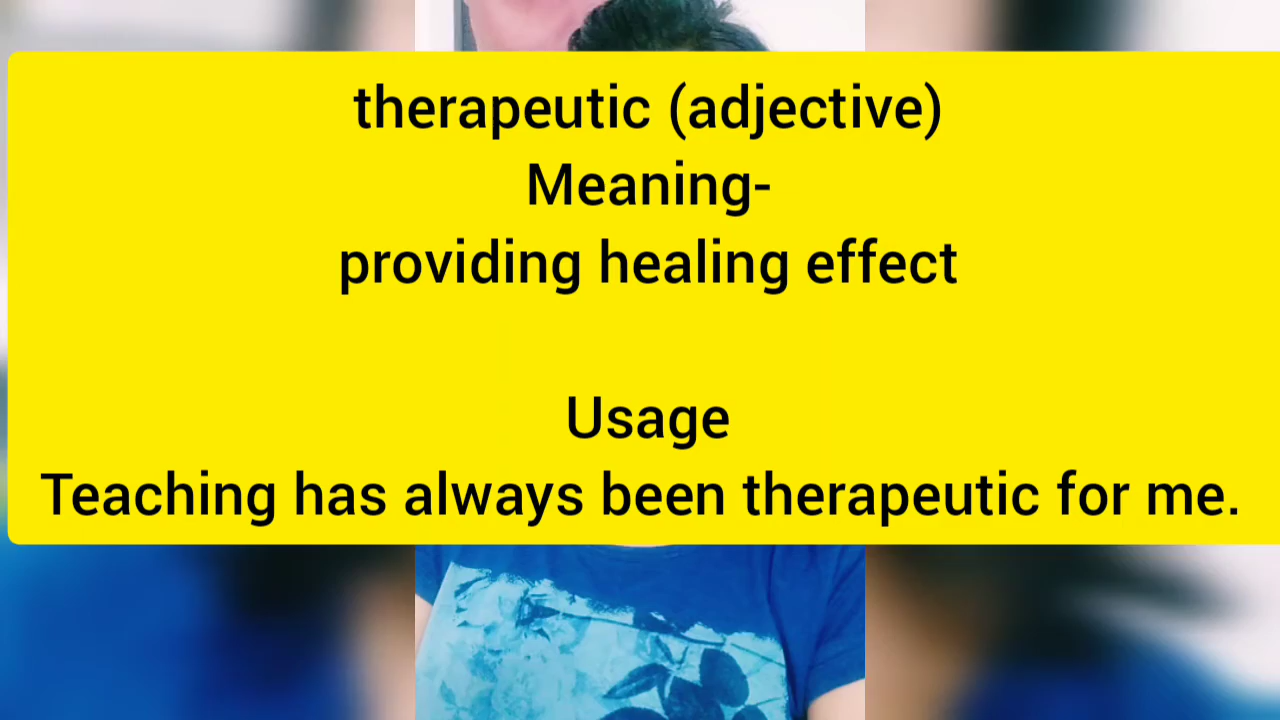 therapeutic (adjective)
Meaning-
providing healing effect
Usage
Teaching has always been therapeutic for me.